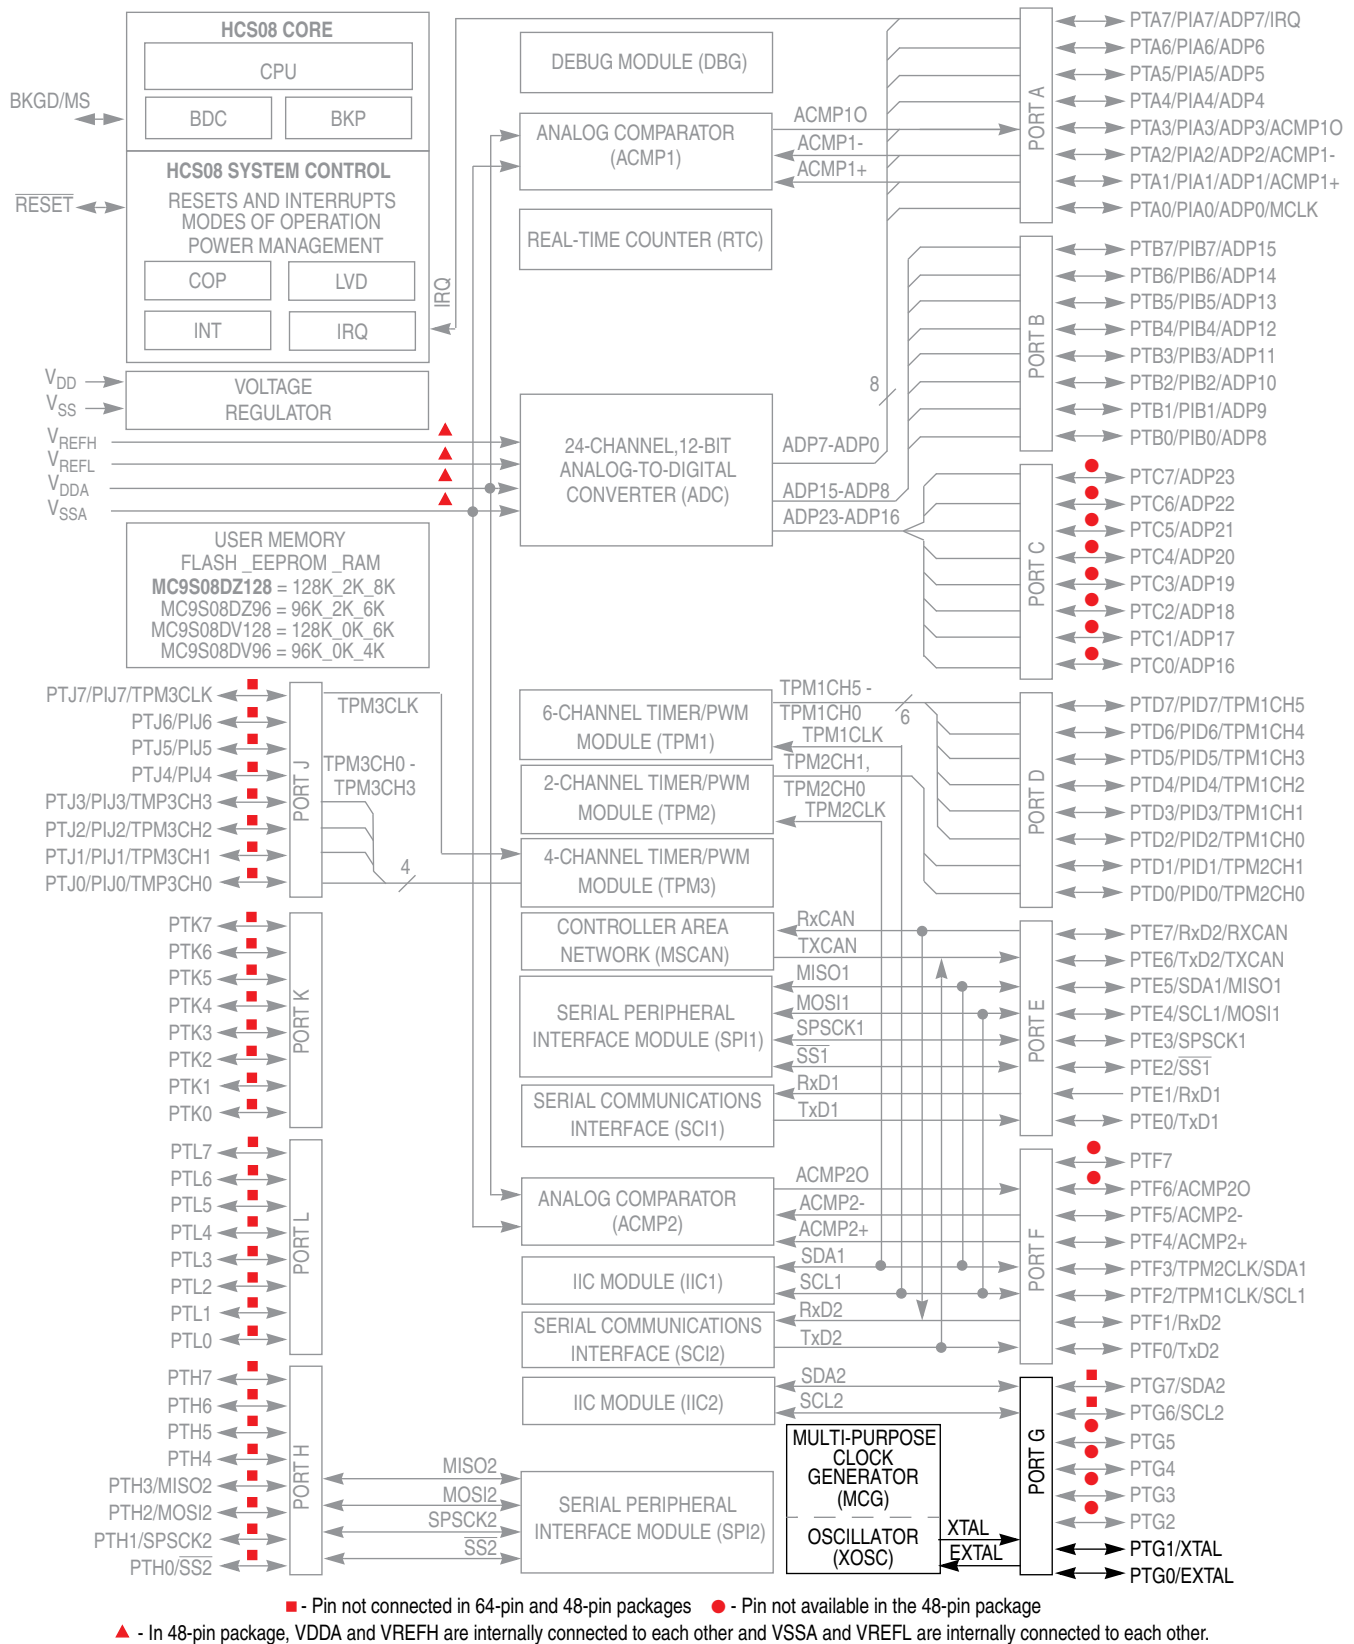 HCS08 CORE
CPU
BDC
BKP
BKGD/MS
HCS08 SYSTEM CONTROL
RESETS AND INTERRUPTS
MODES OF OPERATION
POWER MANAGEMENT
COP
LVD
INT
IRQ
RESET
IRQ
VDD
VSS
VOLTAGE
REGULATOR
VREFH
VREFL
VDDA
VSSA
USER MEMORY
FLASH _EEPROM _RAM
MC9S08DZ128 = 128K_2K_8K
MC9S08DZ96 = 96K_2K_6K
MC9S08DV128 = 128K_0K_6K
MC9S08DV96 = 96K_0K_4K
DEBUG MODULE (DBG)
ANALOG COMPARATOR
(ACMP1)
ACMP1O
ACMP1-
ACMP1+
REAL-TIME COUNTER (RTC)
24-CHANNEL,12-BIT
ANALOG-TO-DIGITAL
CONVERTER (ADC)
8
ADP7-ADP0
ADP15-ADP8
ADP23-ADP16
PORT A
PTA7/PIA7/ADP7/IRQ
PTA6/PIA6/ADP6
PTA5/PIA5/ADP5
PTA4/PIA4/ADP4
PTA3/PIA3/ADP3/ACMP1O
PTA2/PIA2/ADP2/ACMP1-
PTA1/PIA1/ADP1/ACMP1+
PTA0/PIA0/ADP0/MCLK
PORT B
PTB7/PIB7/ADP15
PTB6/PIB6/ADP14
PTB5/PIB5/ADP13
PTB4/PIB4/ADP12
PTB3/PIB3/ADP11
PTB2/PIB2/ADP10
PTB1/PIB1/ADP9
PTB0/PIB0/ADP8
PORT C
PTC7/ADP23
PTC6/ADP22
PTC5/ADP21
PTC4/ADP20
PTC3/ADP19
PTC2/ADP18
PTC1/ADP17
PTC0/ADP16
PTJ7/PIJ7/TPM3CLK
PTJ6/PIJ6
PTJ5/PIJ5
PTJ4/PIJ4
PTJ3/PIJ3/TMP3CH3
PTJ2/PIJ2/TPM3CH2
PTJ1/PIJ1/TPM3CH1
PTJ0/PIJ0/TMP3CH0
PORT J
TPM3CLK
TPM3CH0 -
TPM3CH3
4
6-CHANNEL TIMER/PWM
MODULE (TPM1)
TPM1CH5 -
TPM1CH0
6
TPM1CLK
2-CHANNEL TIMER/PWM
MODULE (TPM2)
TPM2CH1,
TPM2CH0
TPM2CLK
4-CHANNEL TIMER/PWM
MODULE (TPM3)
PORT D
PTD7/PID7/TPM1CH5
PTD6/PID6/TPM1CH4
PTD5/PID5/TPM1CH3
PTD4/PID4/TPM1CH2
PTD3/PID3/TPM1CH1
PTD2/PID2/TPM1CH0
PTD1/PID1/TPM2CH1
PTD0/PID0/TPM2CH0
PTK7
PTK6
PTK5
PTK4
PTK3
PTK2
PTK1
PTK0
PORT K
CONTROLLER AREA
NETWORK (MSCAN)
RxCAN
TXCAN
SERIAL PERIPHERAL
INTERFACE MODULE (SPI1)
MISO1
MOSI1
SPSCK1
SS1
SERIAL COMMUNICATIONS
INTERFACE (SCI1)
RxD1
TxD1
PORT E
PTE7/RxD2/RXCAN
PTE6/TxD2/TXCAN
PTE5/SDA1/MISO1
PTE4/SCL1/MOSI1
PTE3/SPSCK1
PTE2/SS1
PTE1/RxD1
PTE0/TxD1
PTL7
PTL6
PTL5
PTL4
PTL3
PTL2
PTL1
PTL0
PORT L
ANALOG COMPARATOR
(ACMP2)
ACMP2O
ACMP2-
ACMP2+
IIC MODULE (IIC1)
SDA1
SCL1
SERIAL COMMUNICATIONS
INTERFACE (SCI2)
RxD2
TxD2
PORT F
PTF7
PTF6/ACMP2O
PTF5/ACMP2-
PTF4/ACMP2+
PTF3/TPM2CLK/SDA1
PTF2/TPM1CLK/SCL1
PTF1/RxD2
PTF0/TxD2
PTH7
PTH6
PTH5
PTH4
PTH3/MISO2
PTH2/MOSI2
PTH1/SPSCK2
PTH0/SS2
PORT H
MISO2
MOSI2
SPSCK2
SS2
IIC MODULE (IIC2)
SDA2
SCL2
SERIAL PERIPHERAL
INTERFACE MODULE (SPI2)
MULTI-PURPOSE
CLOCK
GENERATOR
(MCG)
OSCILLATOR
(XOSC)
XTAL
EXTAL
PORT G
PTG7/SDA2
PTG6/SCL2
PTG5
PTG4
PTG3
PTG2
PTG1/XTAL
PTG0/EXTAL
- Pin not connected in 64-pin and 48-pin packages
- Pin not available in the 48-pin package
- In 48-pin package, VDDA and VREFH are internally connected to each other and VSSA and VREFL are internally connected to each other.